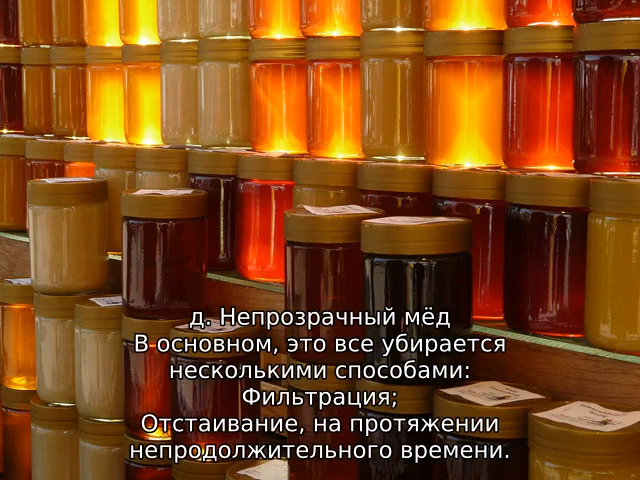 д. Непрозрачный мёд
В основном, это все убирается
несколькими способами:
Фильтрация;
Отстаивание, на протяжении
непродолжительного времени.